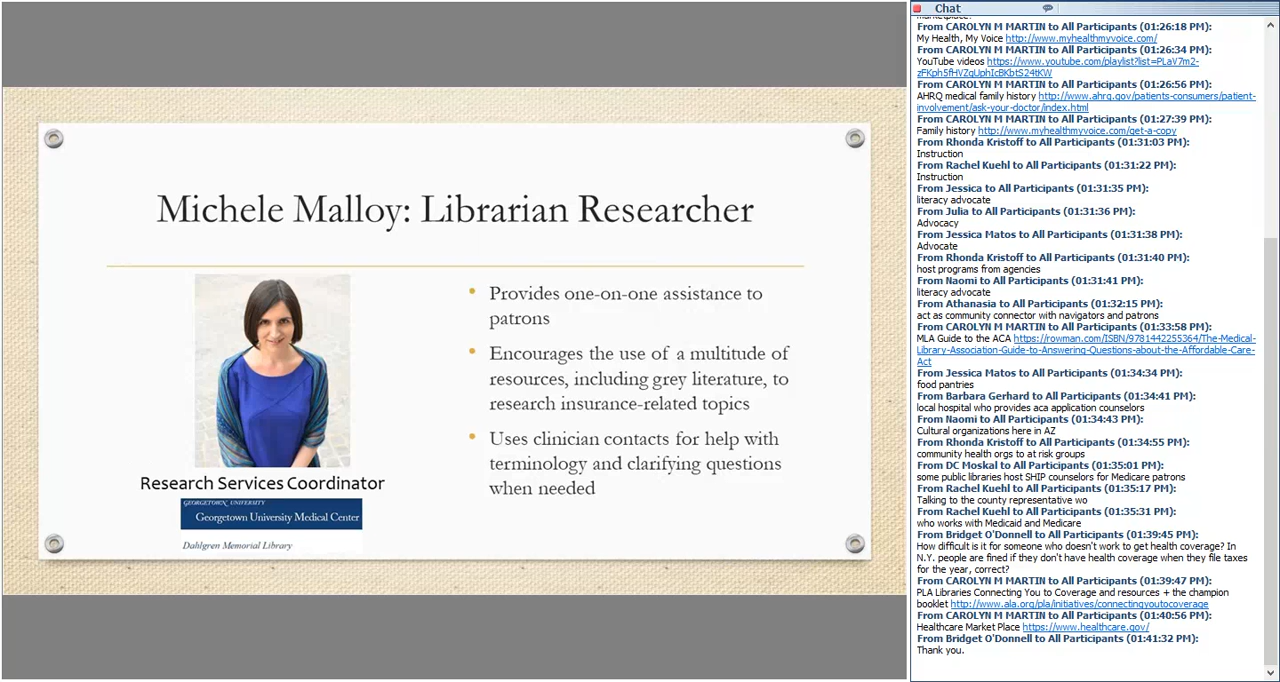 Michele Malloy: Librarian Researcher
Provides one-on-one assistance to
patrons
Encourages the use of a multitude of
resources, including grey literature, to
research insurance-related topics
Uses clinician contacts for help with
terminology and clarifying questions
when needed
Research Services Coordinator
GEORGETOWN UNIVERSITY
Georgetown University Medical Center
Dahlgren Memorial Library
Chat
marketplace?
From CAROLYN M MARTIN to All Participants (01:26:18 PM):
My Health, My Voice http://www.myhealthmyvoice.com/
From CAROLYN M MARTIN to All Participants (01:26:34 PM):
YouTube videos https://www.youtube.com/playlist?list=PLaV7m2-
zFKph5fHVZqUphIcBKbtS24tKW
From CAROLYN M MARTIN to All Participants (01:26:56 PM):
AHRQ medical family history http://www.ahrq.gov/patients-consumers/patient-
involvement/ask-your-doctor/index.html
From CAROLYN M MARTIN to All Participants (01:27:39 PM):
Family history http://www.myhealthmyvoice.com/get-a-copy
From Rhonda Kristoff to All Participants (01:31:03 PM):
Instruction
From Rachel Kuehl to All Participants (01:31:22 PM):
Instruction
From Jessica to All Participants (01:31:35 PM):
literacy advocate
From Julia to All Participants (01:31:36 PM):
Advocacy
From Jessica Matos to All Participants (01:31:38 PM):
Advocate
From Rhonda Kristoff to All Participants (01:31:40 PM):
host programs from agencies
From Naomi to All Participants (01:31:41 PM):
literacy advocate
From Athanasia to All Participants (01:32:15 PM):
act as community connector with navigators and patrons
From CAROLYN M MARTIN to All Participants (01:33:58 PM):
MLA Guide to the ACA https://rowman.com/ISBN/9781442255364/The-Medical-
Library-Association-Guide-to-Answering-Questions-about-the-Affordable-Care-
Act
From Jessica Matos to All Participants (01:34:34 PM):
food pantries
From Barbara Gerhard to All Participants (01:34:41 PM):
local hospital who provides aca application counselors
From Naomi to All Participants (01:34:43 PM):
Cultural organizations here in AZ
From Rhonda Kristoff to All Participants (01:34:55 PM):
community health orgs to at risk groups
From DC Moskal to All Participants (01:35:01 PM):
some public libraries host SHIP counselors for Medicare patrons
From Rachel Kuehl to All Participants (01:35:17 PM):
Talking to the county representative wo
From Rachel Kuehl to All Participants (01:35:31 PM):
who works with Medicaid and Medicare
From Bridget O'Donnell to All Participants (01:39:45 PM):
How difficult is it for someone who doesn't work to get health coverage? In
N.Y. people are fined if they don't have health coverage when they file taxes
for the year, correct?
From CAROLYN M MARTIN to All Participants (01:39:47 PM):
PLA Libraries Connecting You to Coverage and resources + the champion
booklet http://www.ala.org/pla/initiatives/connectingyoutocoverage
From CAROLYN M MARTIN to All Participants (01:40:56 PM):
Healthcare Market Place https://www.healthcare.gov/
From Bridget O'Donnell to All Participants (01:41:32 PM):
Thank you.